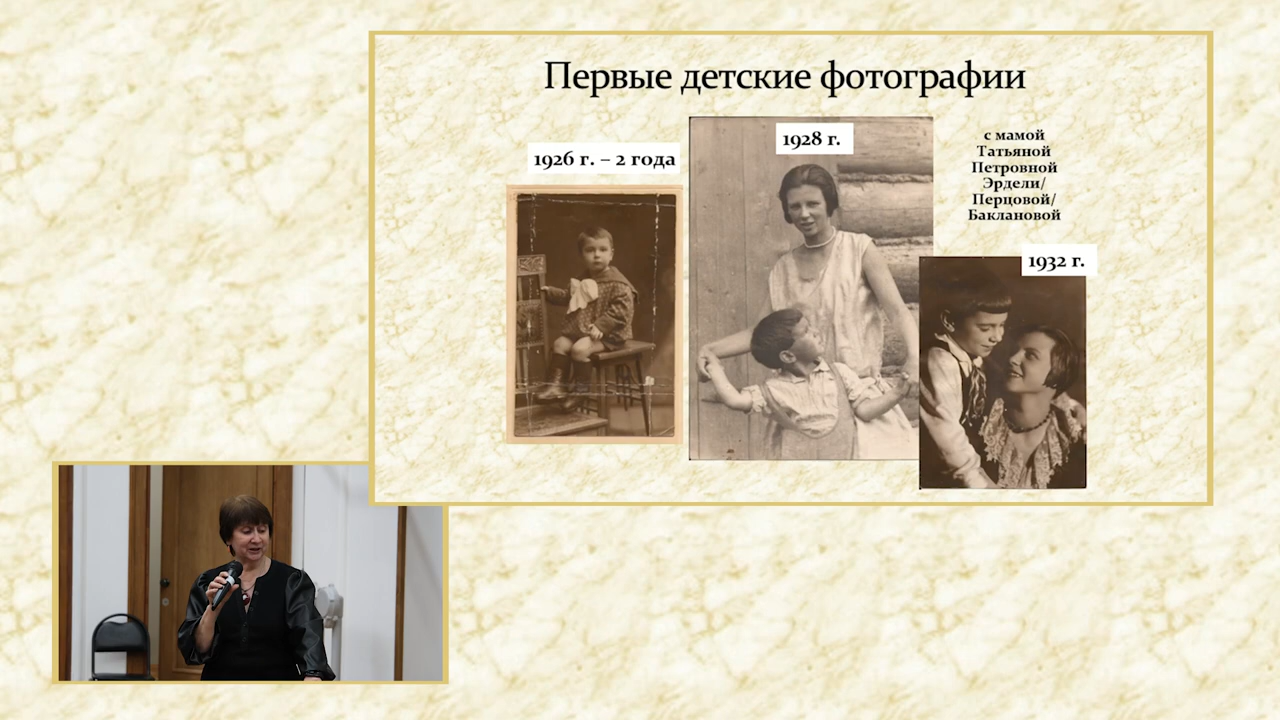 Первые детские фотографии
1926 г. – 2 года
1928 г.
с мамой
Татьяной
Петровной
Эрдели/
Перцовой/
Баклановой
1932 г.